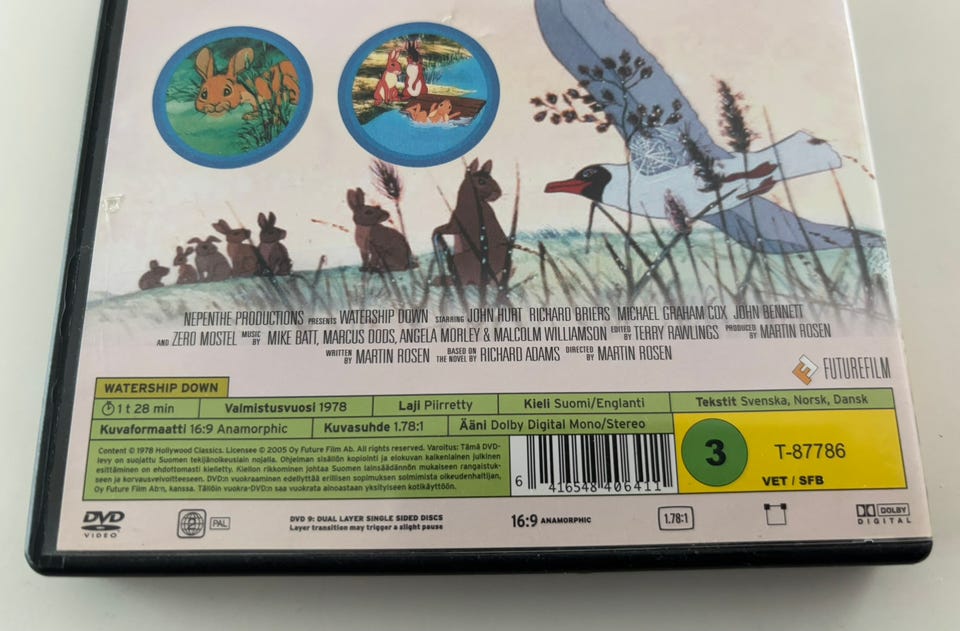 NEPENTHE PRODUCTIONS PRESENTS WATERSHIP DOWN STARRING JOHN HURT RICHARD BRIERS MICHAEL GRAHAM COX JOHN BENNETT
AND ZERO MOSTEL MUSIC BY MIKE BATT, MARCUS DODS, ANGELA MORLEY & MALCOLM WILLIAMSON EDITED BY TERRY RAWLINGS PRODUCED BY MARTIN ROSEN
WRITTEN BY MARTIN ROSEN BASED ON THE NOVEL BY RICHARD ADAMS DIRECTED BY MARTIN ROSEN
FUTUREFILM
WATERSHIP DOWN
1 t 28 min Valmistusvuosi 1978 Laji Piirretty Kieli Suomi/Englanti Tekstit Svenska, Norsk, Dansk
Kuvaformaatti 16:9 Anamorphic Kuvasuhde 1.78:1 Ääni Dolby Digital Mono/Stereo
Content © 1978 Hollywood Classics. Licensee © 2005 Oy Future Film Ab. All rights reserved. Varoitus: Tämä DVD-
levy on suojattu Suomen tekijänoikeuslain nojalla. Ohjelman sisällön kopiointi ja elokuvan kaikenlainen julkinen
esittäminen on ehdottomasti kielletty. Kiellon rikkominen johtaa Suomen lainsäädännön mukaiseen rangaistuk-
seen ja korvausvelvoitteeseen. DVD:n vuokraaminen edellyttää erillisen sopimuksen solmimista oikeudenhaltijan,
Oy Future Film Ab:n, kanssa. Tällöin vuokra-DVD:n saa vuokrata ainoastaan yksityiseen kotikäyttöön.
6 416548 406411
3
T-87786
VET / SFB
DVD
VIDEO
2 PAL
DVD 9: DUAL LAYER SINGLE SIDED DISCS
Layer transition may trigger a slight pause
16:9 ANAMORPHIC
1.78:1
DOLBY
DIGITAL